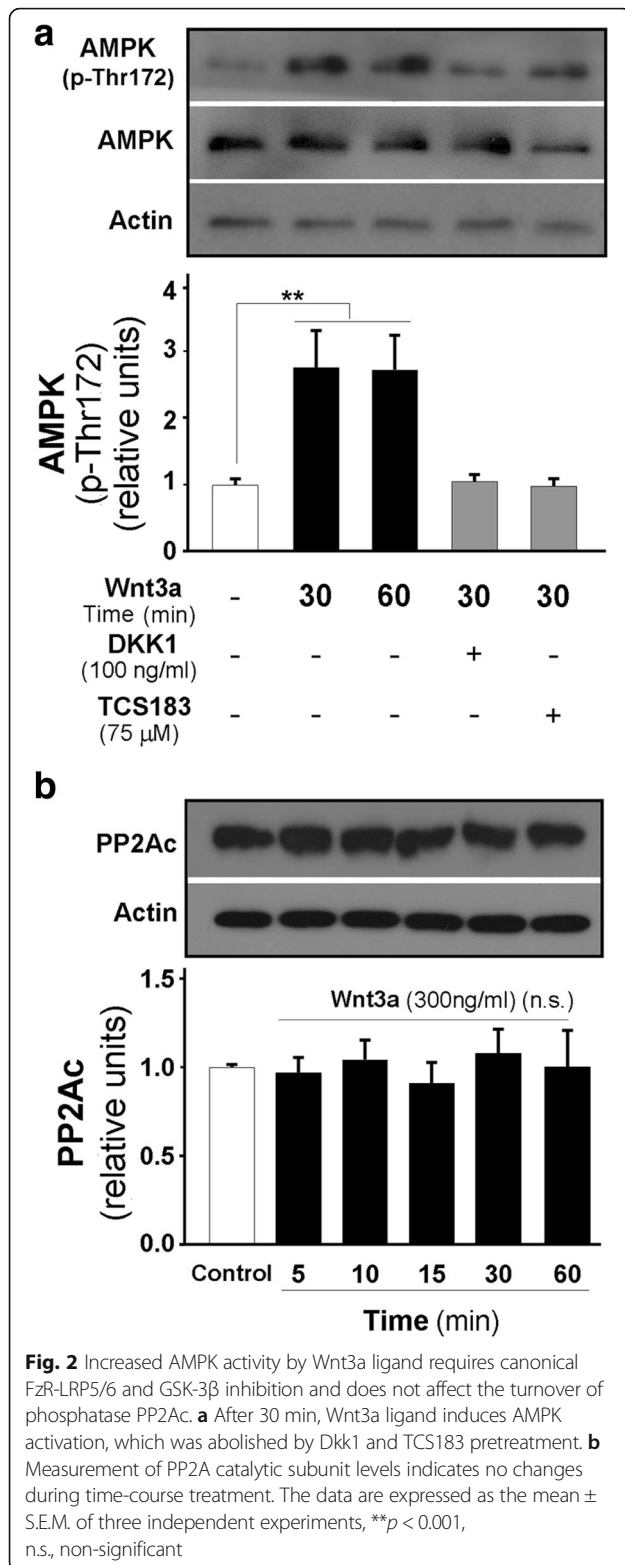 a
AMPK
(p-Thr172)
AMPK
Actin
**
AMPK
(p-Thr172)
(relative units)
4
3
2
1
0
Wnt3a - 30 60 30 30
Time (min)
DKK1 - - - + -
(100 ng/ml)
TCS183 - - - - +
(75 µM)
b
PP2Ac
Actin
PP2Ac
(relative units)
1.5
1.0
0.5
0.0
Wnt3a (300ng/ml) (n.s.)
Control 5 10 15 30 60
Time (min)
Fig. 2 Increased AMPK activity by Wnt3a ligand requires canonical
FzR-LRP5/6 and GSK-3β inhibition and does not affect the turnover of
phosphatase PP2Ac. a After 30 min, Wnt3a ligand induces AMPK
activation, which was abolished by Dkk1 and TCS183 pretreatment. b
Measurement of PP2A catalytic subunit levels indicates no changes
during time-course treatment. The data are expressed as the mean ±
S.E.M. of three independent experiments, **p < 0.001,
n.s., non-significant